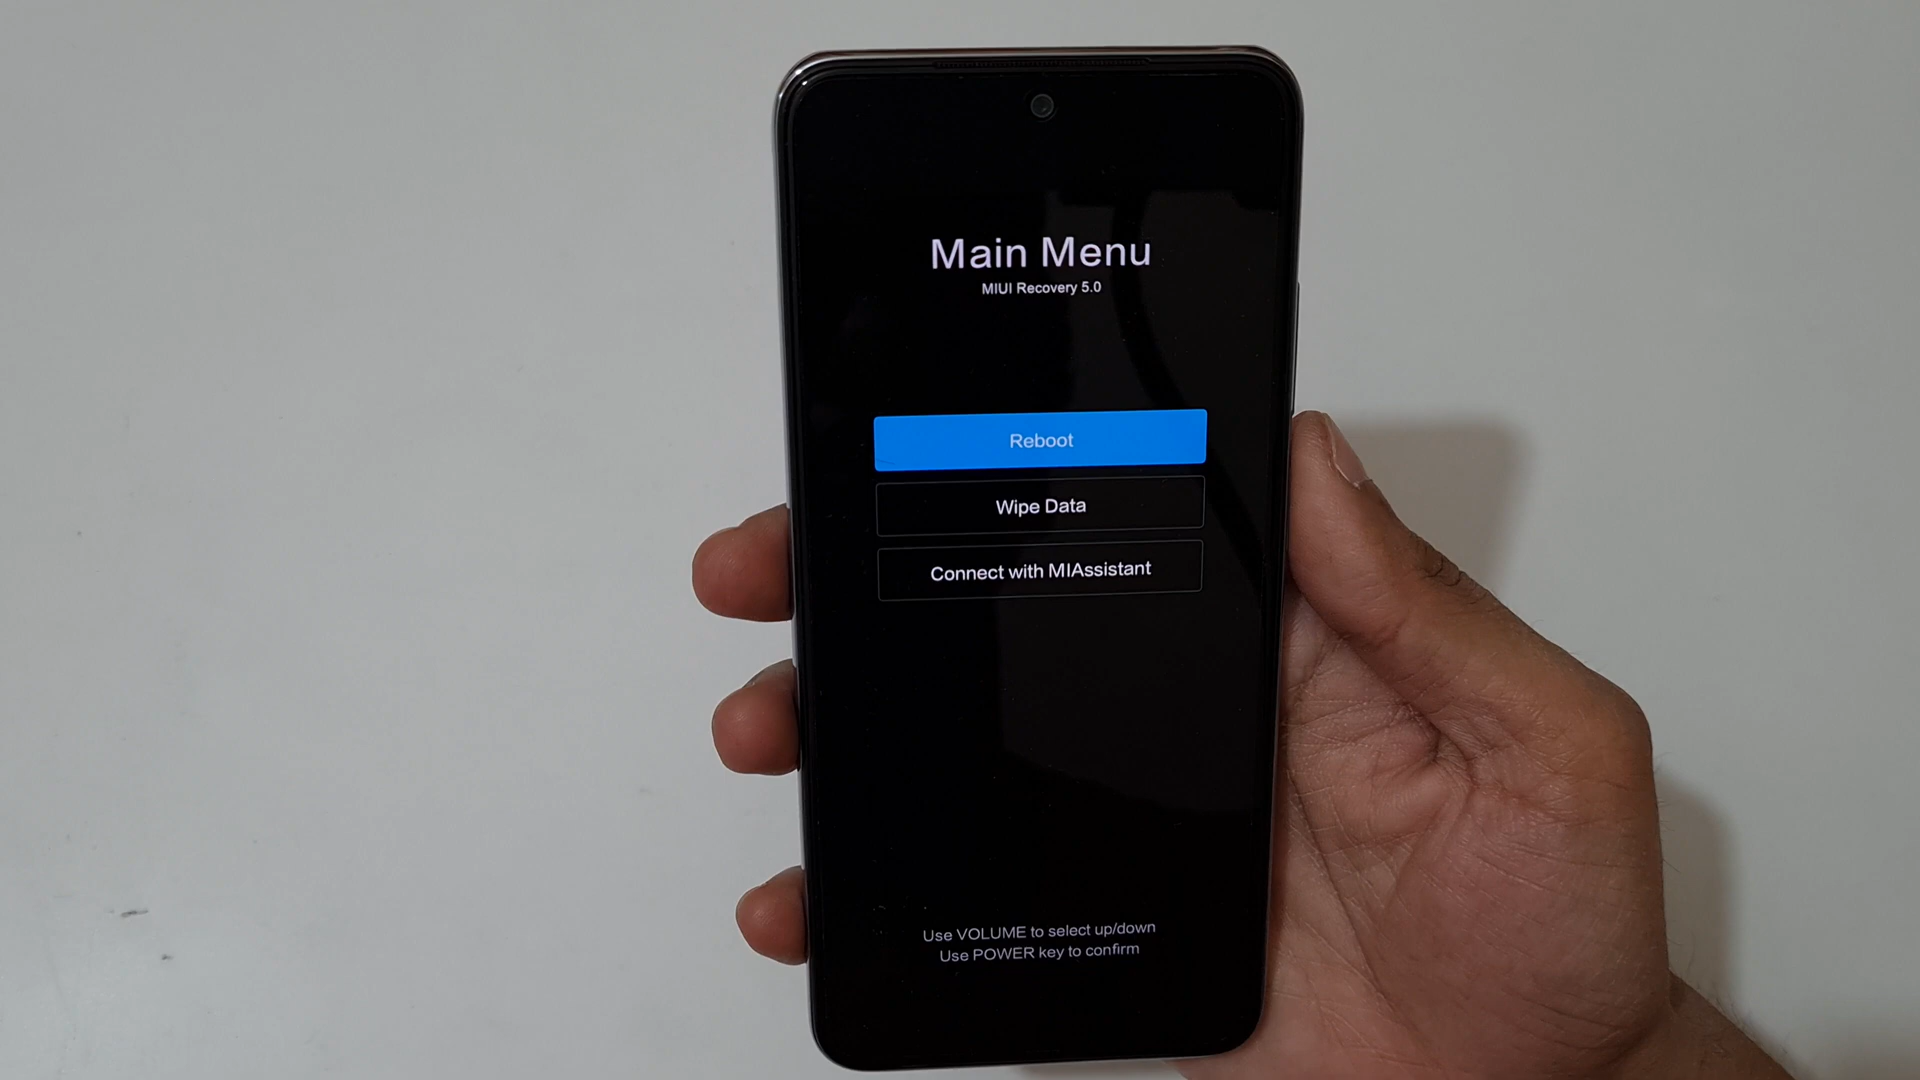 Main Menu
MIUI Recovery 5.0
Reboot
Wipe Data
Connect with MIAssistant
Use VOLUME to select up/down
Use POWER key to confirm